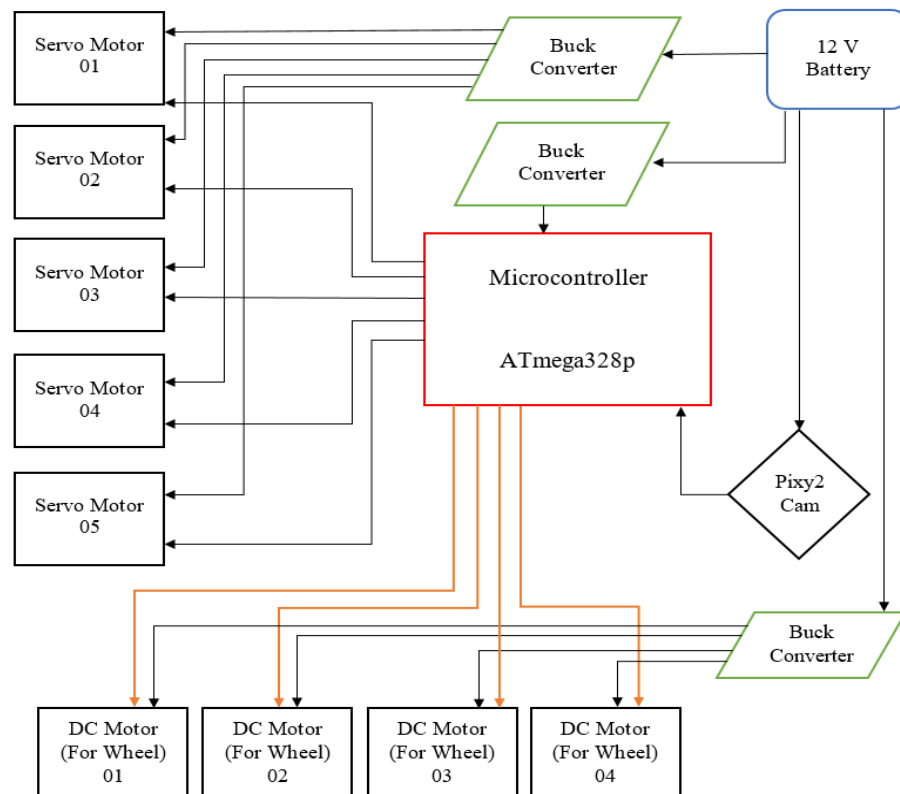 Servo Motor
01
Buck
Converter
12 V
Battery
Servo Motor
02
Buck
Converter
Servo Motor
03
Microcontroller
ATmega328p
Servo Motor
04
Pixy2
Cam
Servo Motor
05
Buck
Converter
DC Motor
(For Wheel)
01
DC Motor
(For Wheel)
02
DC Motor
(For Wheel)
03
DC Motor
(For Wheel)
04